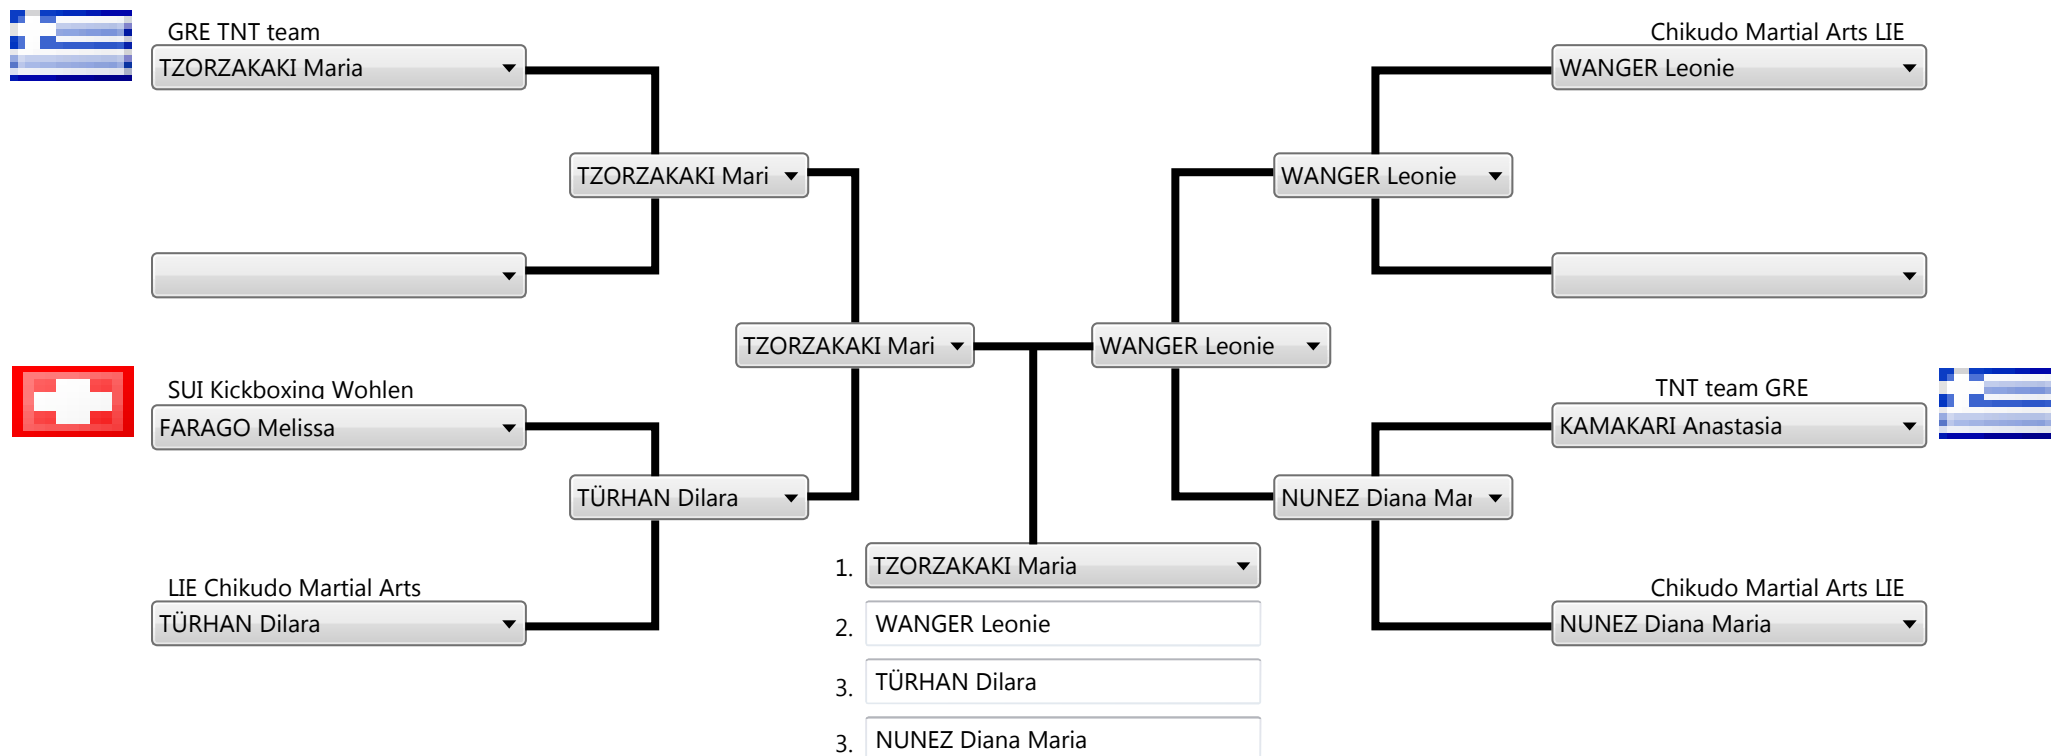 GRE TNT team
Chikudo Martial Arts LIE
TZORZAKAKI Maria
WANGER Leonie
TZORZAKAKI Mari
WANGER Leonie
TZORZAKAKI Mari
WANGER Leonie
SUI Kickboxing Wohlen
TNT team GRE
FARAGO Melissa
KAMAKARI Anastasia
TÜRHAN Dilara
NUNEZ Diana Mar
LIE Chikudo Martial Arts
Chikudo Martial Arts LIE
TÜRHAN Dilara
NUNEZ Diana Maria
1. TZORZAKAKI Maria
2. WANGER Leonie
3. TÜRHAN Dilara
3. NUNEZ Diana Maria